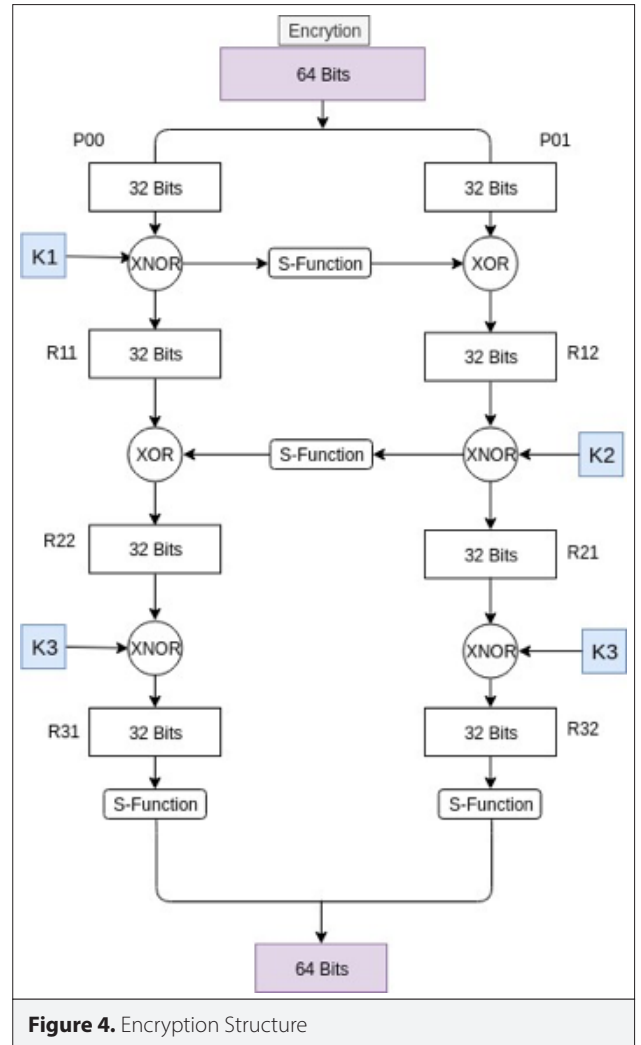 Encrytion
64 Bits
P00
P01
32 Bits
32 Bits
K1
XNOR
S-Function
XOR
R11
32 Bits
32 Bits
R12
XOR
S-Function
XNOR
K2
R22
32 Bits
32 Bits
R21
K3
XNOR
XNOR
K3
R31
32 Bits
32 Bits
R32
S-Function
S-Function
64 Bits
Figure 4. Encryption Structure